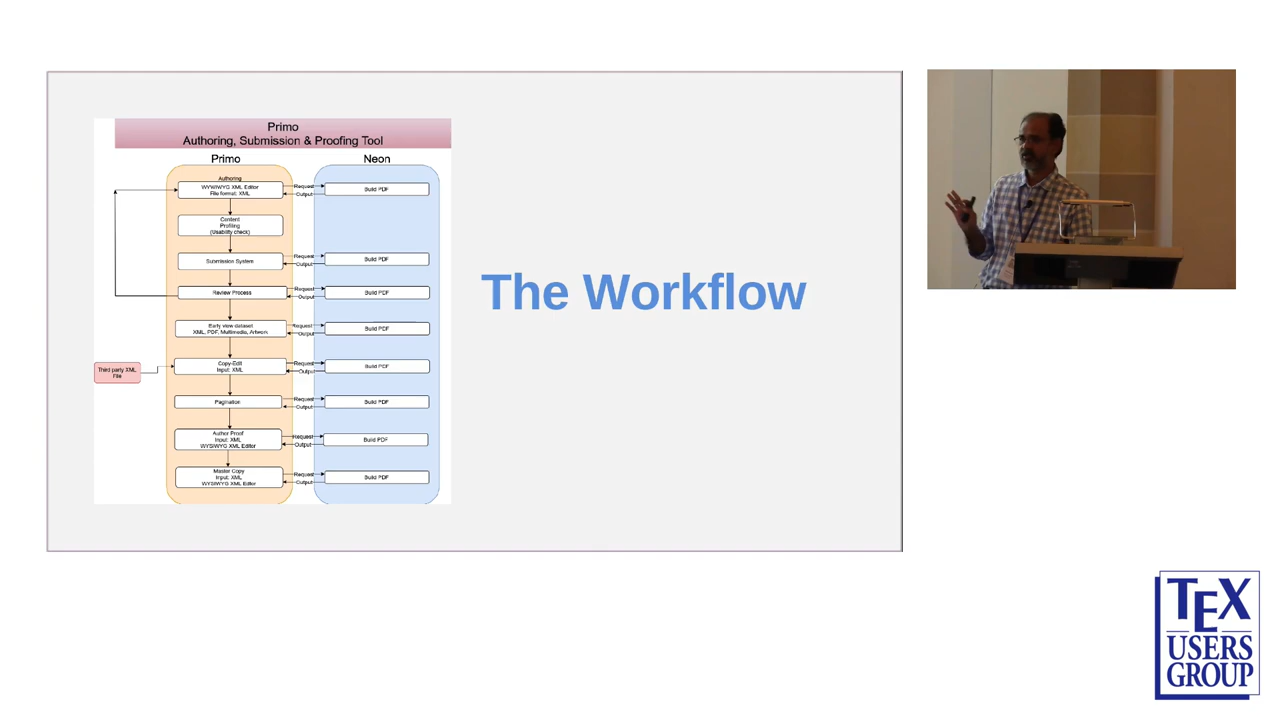 Primo
Authoring, Submission & Proofing Tool
Primo
Neon
Authoring
WYSIWYG XML Editor
File format: XML
Request
Output
Build PDF
Content
Profiling
(Usability check)
Submission System
Request
Output
Build PDF
Review Process
Request
Output
Build PDF
Early view dataset
XML, PDF, Multimedia, Artwork
Request
Output
Build PDF
Third party XML
File
Copy-Edit
Input: XML
Request
Output
Build PDF
Pagination
Request
Output
Build PDF
Author Proof
Input: XML
WYSIWYG XML Editor
Request
Output
Build PDF
Master Copy
Input: XML
WYSIWYG XML Editor
Request
Output
Build PDF
The Workflow
TEX
USERS
GROUP